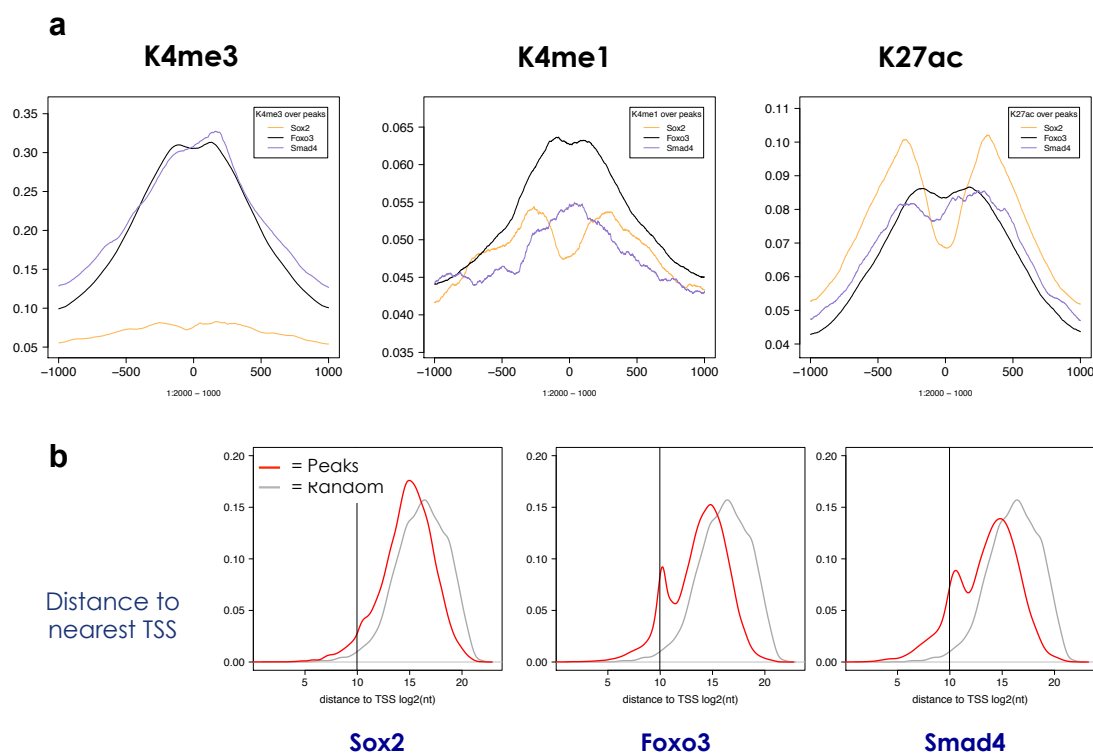 a
K4me3
K4me1
K27ac
0.35
0.30
0.25
0.20
0.15
0.10
0.05
K4me3 over peaks
Sox2
Foxo3
Smad4
−1000
−500
0
500
1000
1:2000 − 1000
0.065
0.060
0.055
0.050
0.045
0.040
0.035
K4me1 over peaks
Sox2
Foxo3
Smad4
−1000
−500
0
500
1000
1:2000 − 1000
0.11
0.10
0.09
0.08
0.07
0.06
0.05
0.04
K27ac over peaks
Sox2
Foxo3
Smad4
−1000
−500
0
500
1000
1:2000 − 1000
b
Distance to
nearest TSS
0.20
0.15
0.10
0.05
0.00
= Peaks
= Random
5
10
15
20
distance to TSS log2(nt)
Sox2
0.20
0.15
0.10
0.05
0.00
5
10
15
20
distance to TSS log2(nt)
Foxo3
0.20
0.15
0.10
0.05
0.00
5
10
15
20
distance to TSS log2(nt)
Smad4